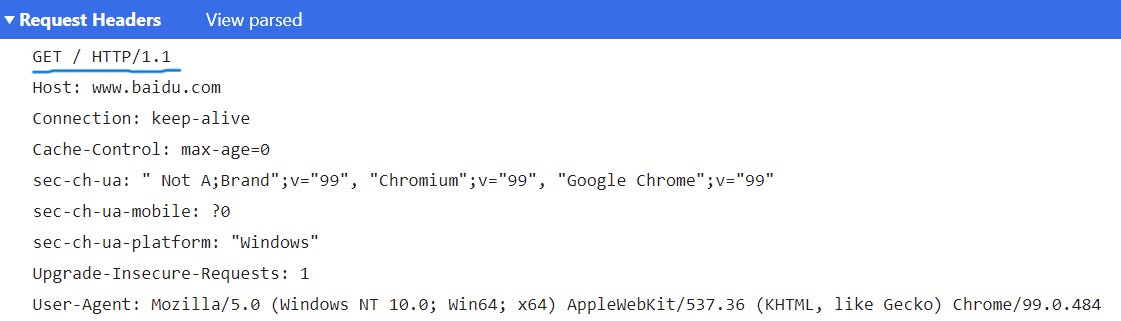 Request Headers View parsed
GET / HTTP/1.1
Host: www.baidu.com
Connection: keep-alive
Cache-Control: max-age=0
sec-ch-ua: " Not A;Brand";v="99", "Chromium";v="99", "Google Chrome";v="99"
sec-ch-ua-mobile: ?0
sec-ch-ua-platform: "Windows"
Upgrade-Insecure-Requests: 1
User-Agent: Mozilla/5.0 (Windows NT 10.0; Win64; x64) AppleWebKit/537.36 (KHTML, like Gecko) Chrome/99.0.484